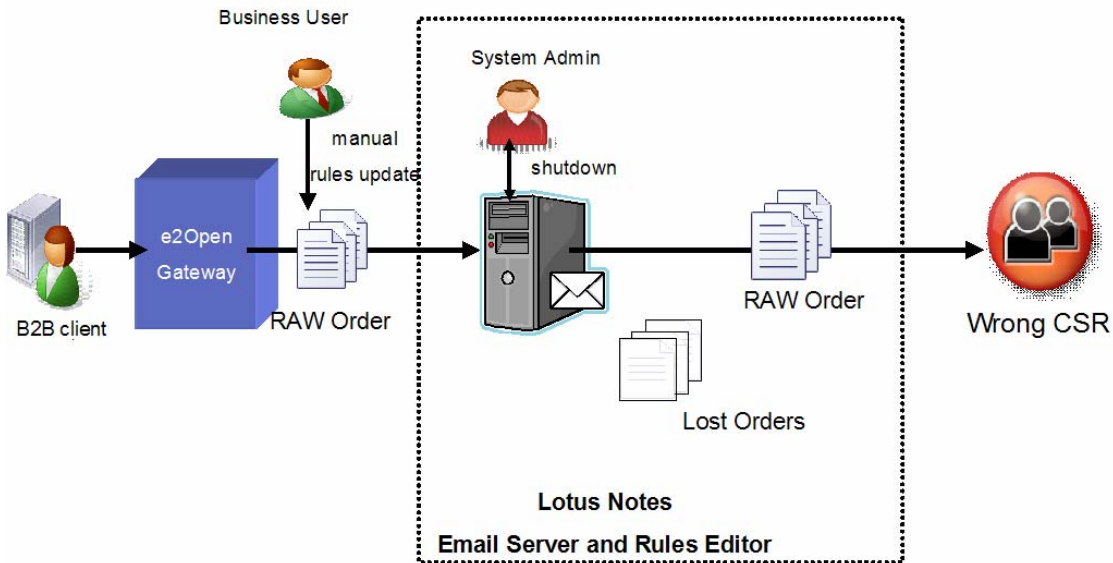 Business User
System Admin
manual
rules update
shutdown
e2Open
Gateway
B2B client
RAW Order
RAW Order
Wrong CSR
Lost Orders
Lotus Notes
Email Server and Rules Editor